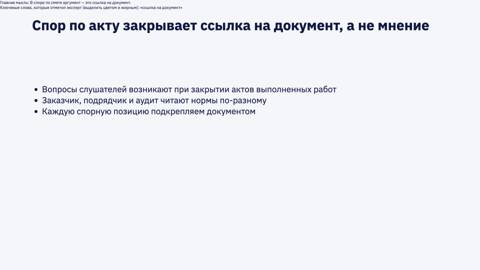 Главная мысль: В споре по смете аргумент — это ссылка на документ.
Ключевые слова, которые отметил эксперт (выделить цветом и жирным): «ссылка на документ»
Спор по акту закрывает ссылка на документ, а не мнение
• Вопросы слушателей возникают при закрытии актов выполненных работ
• Заказчик, подрядчик и аудит читают нормы по-разному
• Каждую спорную позицию подкрепляем документом